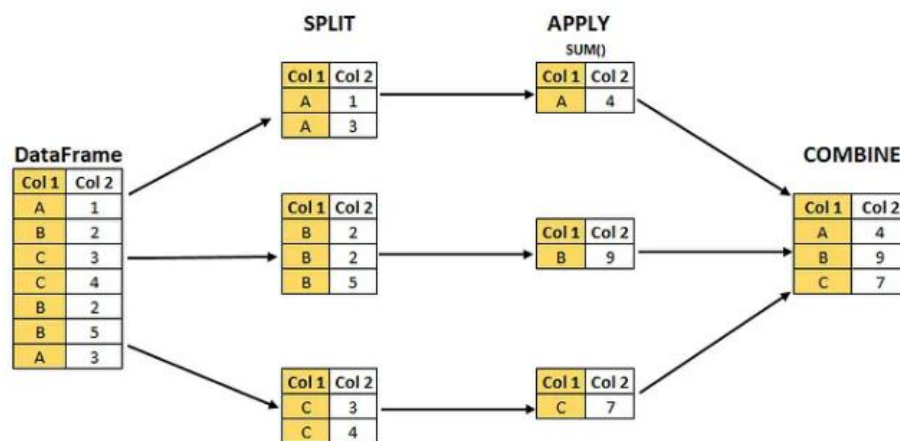 SPLIT
APPLY
SUM()
Col 1 Col 2
A 1
A 3
Col 1 Col 2
A 4
DataFrame
Col 1 Col 2
A 1
B 2
C 3
C 4
B 2
B 5
A 3
Col 1 Col 2
B 2
B 2
B 5
Col 1 Col 2
B 9
COMBINE
Col 1 Col 2
A 4
B 9
C 7
Col 1 Col 2
C 3
C 4
Col 1 Col 2
C 7